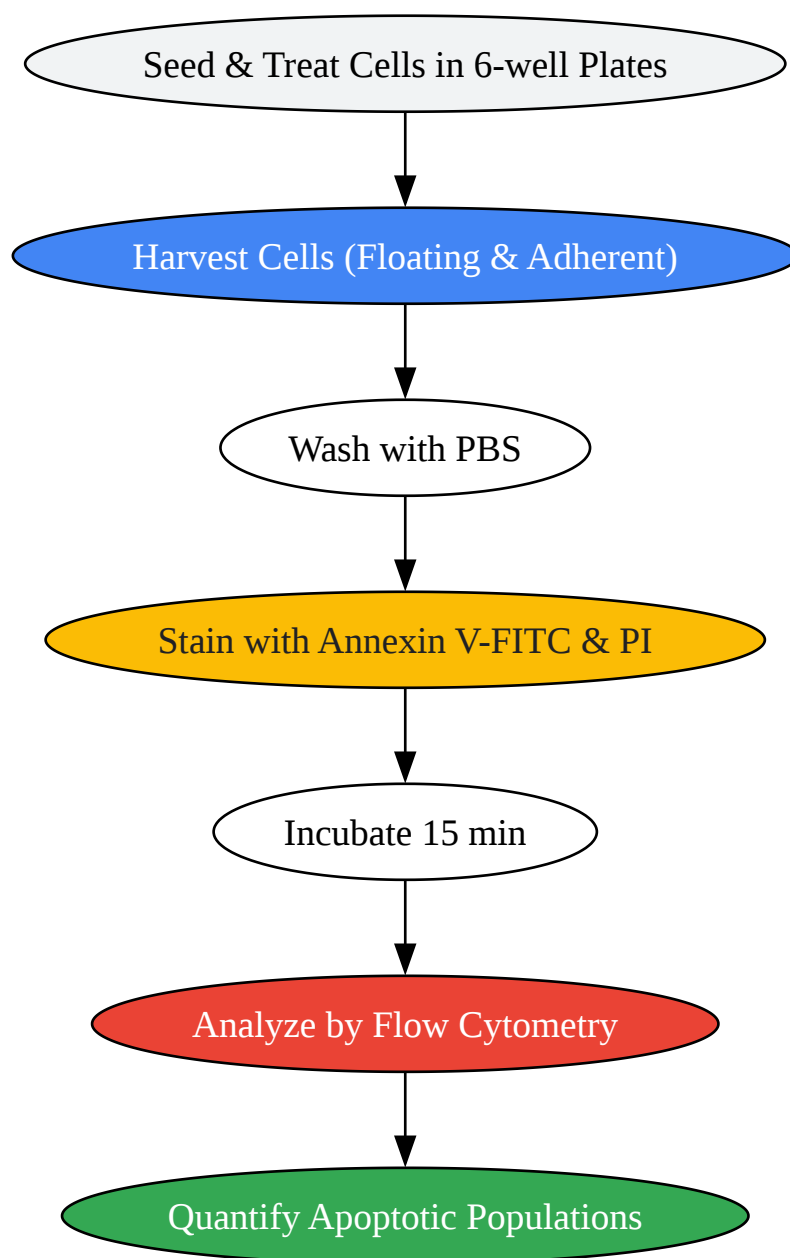 Seed & Treat Cells in 6-well Plates
Harvest Cells (Floating & Adherent)
Wash with PBS
Stain with Annexin V-FITC & PI
Incubate 15 min
Analyze by Flow Cytometry
Quantify Apoptotic Populations